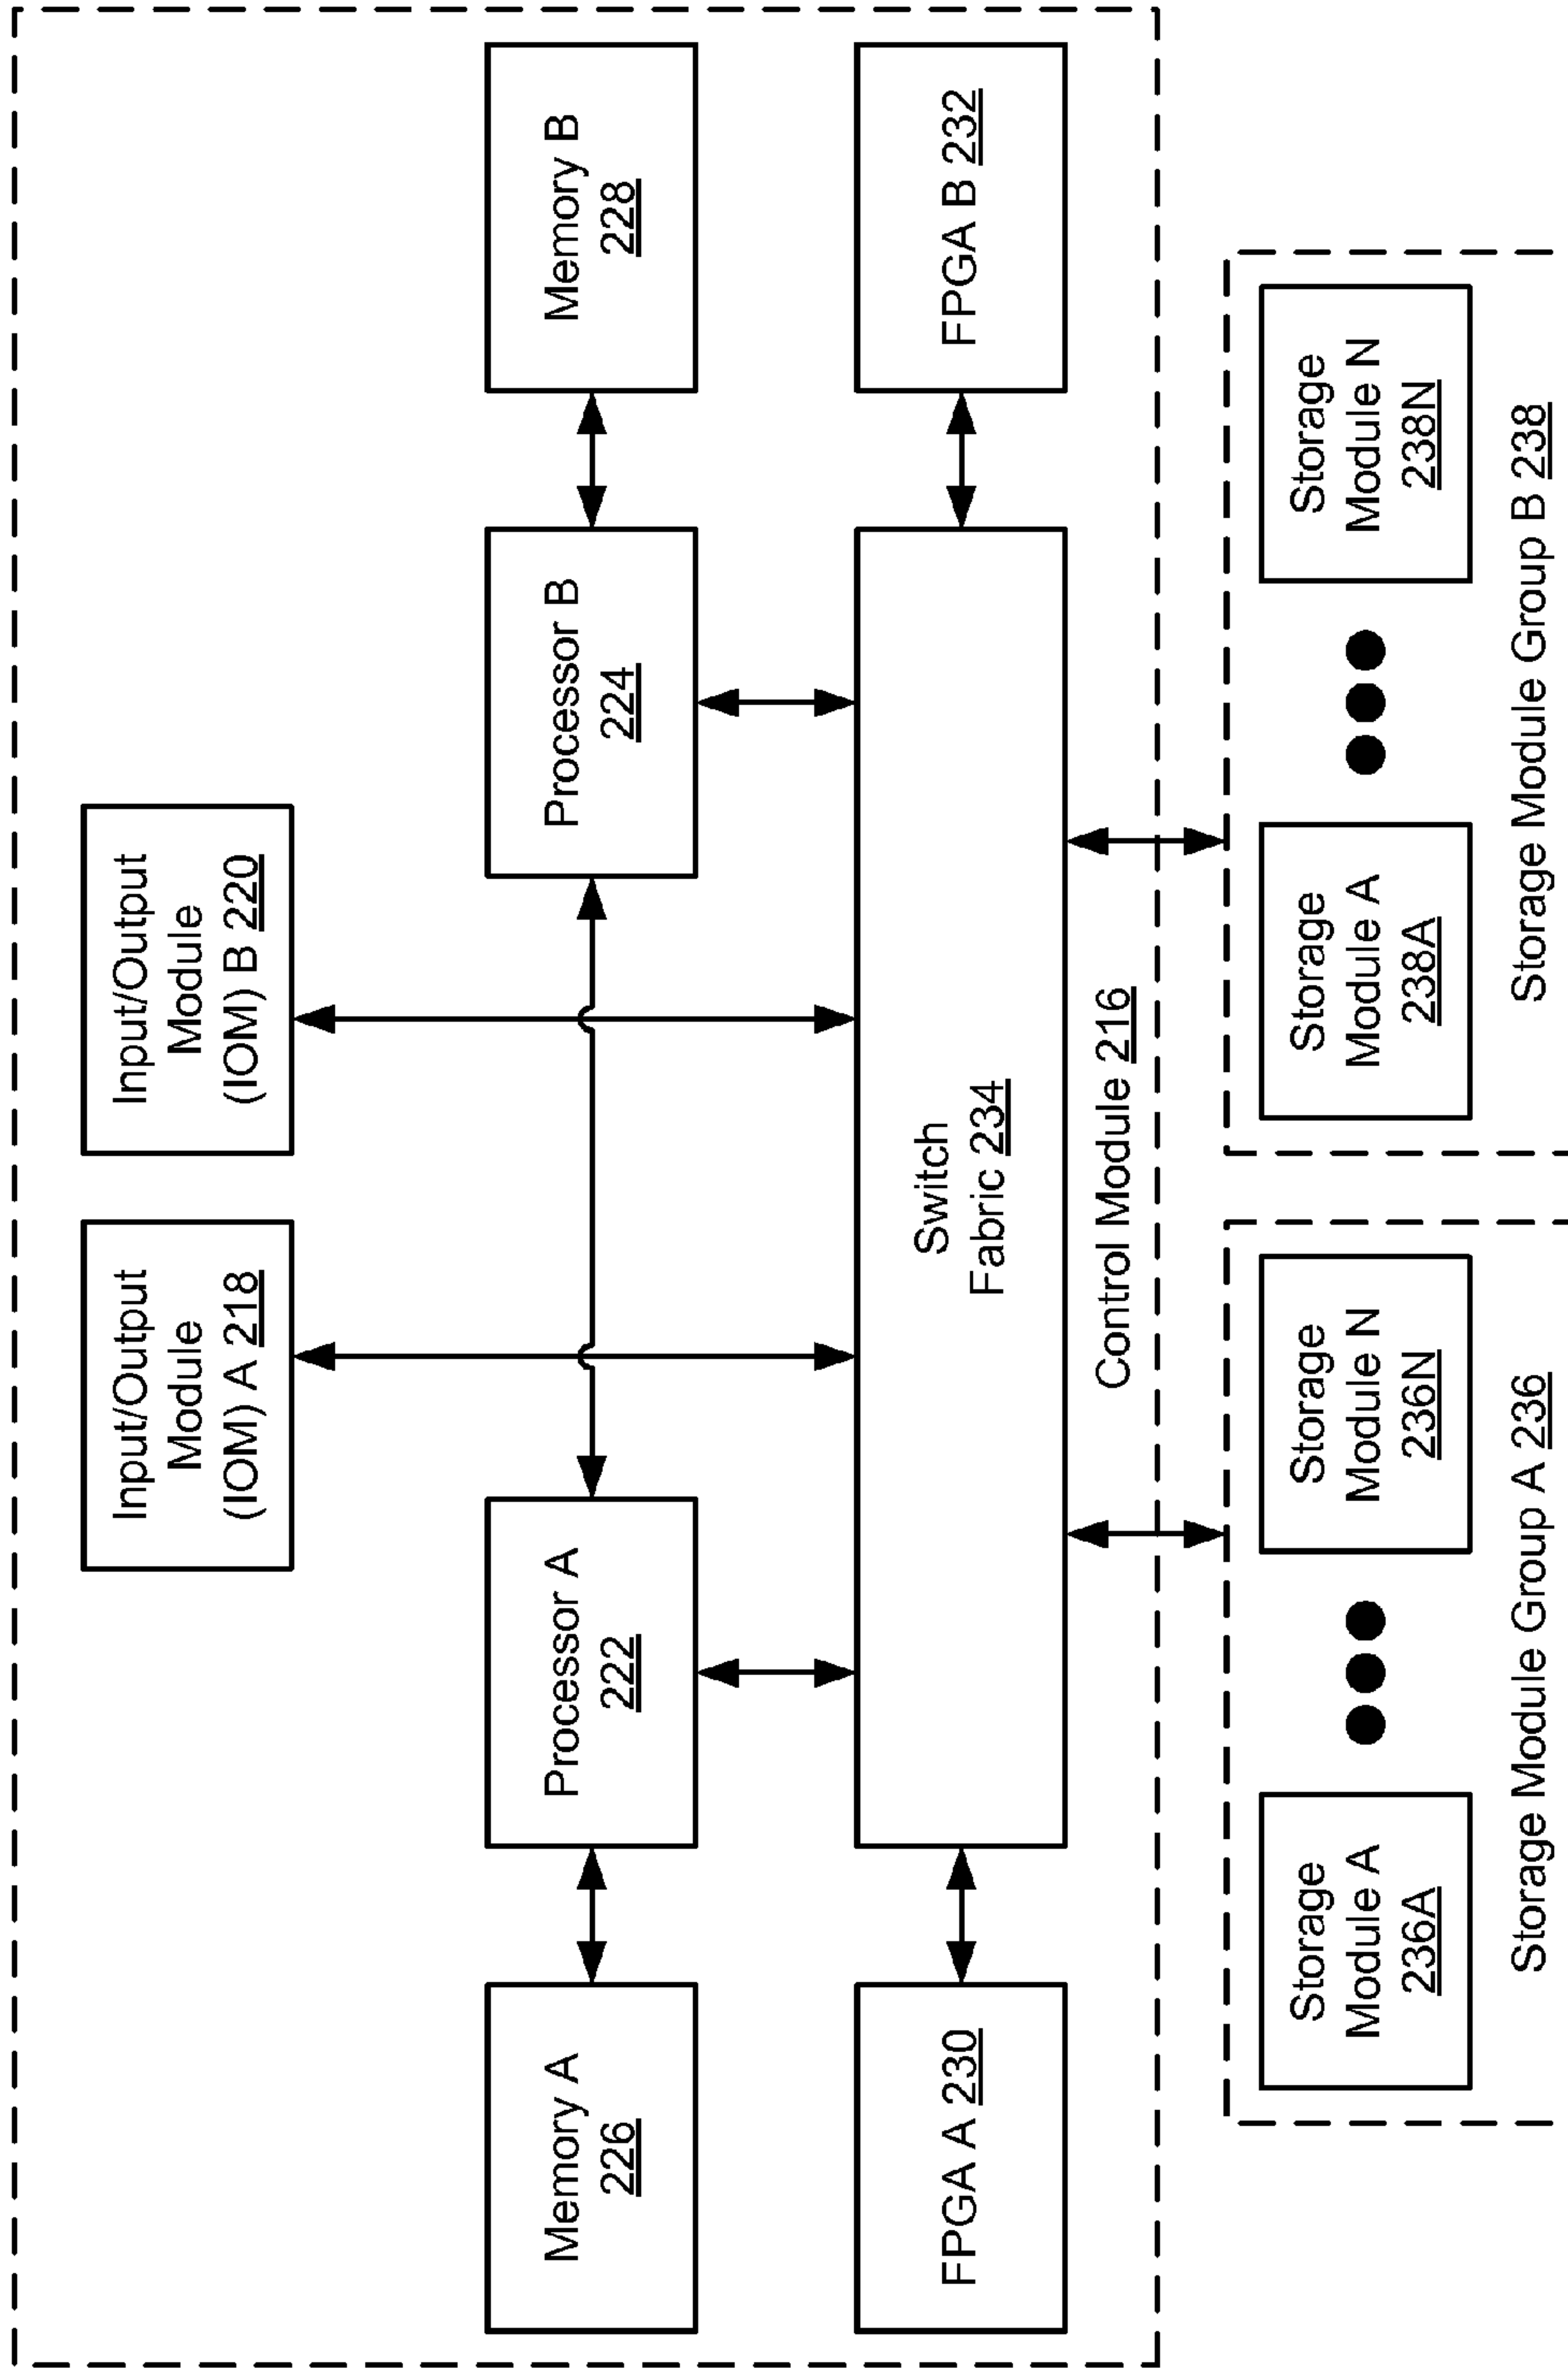 Input/Output
Module
(IOM) A 218
Input/Output
Module
(IOM) B 220
Memory A
226
Processor A
222
Processor B
224
Memory B
228
FPGA A 230
Switch
Fabric 234
FPGA B 232
Control Module 216
Storage
Module A
236A
Storage
Module N
236N
Storage Module Group A 236
Storage
Module A
238A
Storage
Module N
238N
Storage Module Group B 238